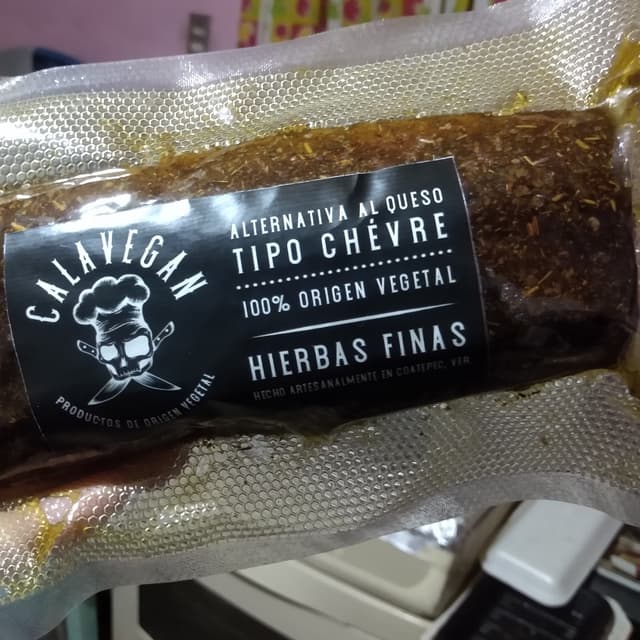 CALAVEGAN
PRODUCTOS DE ORIGEN VEGETAL
ALTERNATIVA AL QUESO
TIPO CHÉVRE
100% ORIGEN VEGETAL
HIERBAS FINAS
HECHO ARTESANALMENTE EN COATEPEC, VER